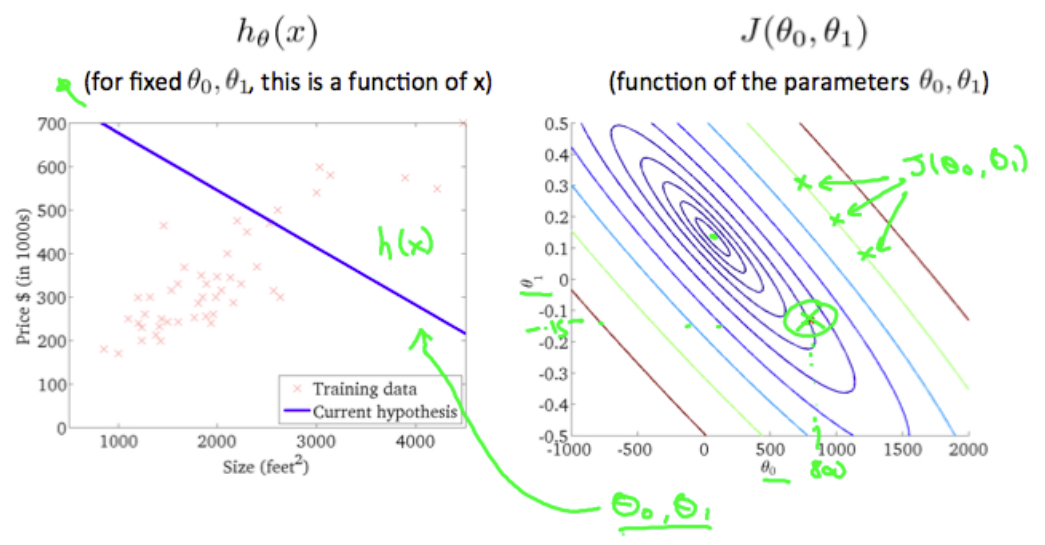 hθ(x)
(for fixed θ₀, θ₁, this is a function of x)
700
600
500
400
300
200
100
0
Price $ (in 1000s)
h(x)
Training data
Current hypothesis
1000 2000 3000 4000
Size (feet²)
J(θ₀, θ₁)
(function of the parameters θ₀, θ₁)
0.5
0.4
0.3
0.2
0.1
0
-0.1
-0.2
-0.3
-0.4
-0.5
θ₁
-.15
J(θ₀, θ₁)
-1000 -500 0 500 1000 1500 2000
θ₀
800
θ₀, θ₁